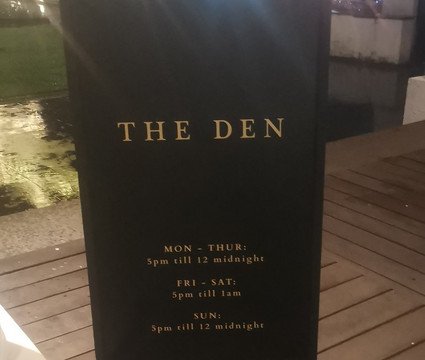 THE DEN
MON - THUR:
5pm till 12 midnight
FRI - SAT:
5pm till 1am
SUN:
5pm till 12 midnight